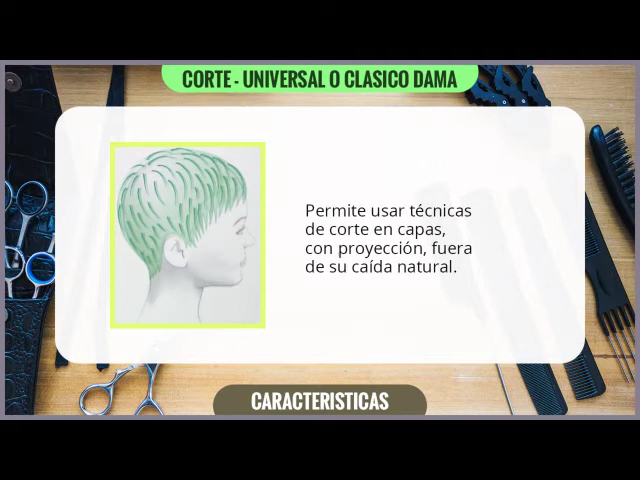 CORTE - UNIVERSAL O CLASICO DAMA
Permite usar técnicas
de corte en capas,
con proyección, fuera
de su caída natural.
CARACTERISTICAS